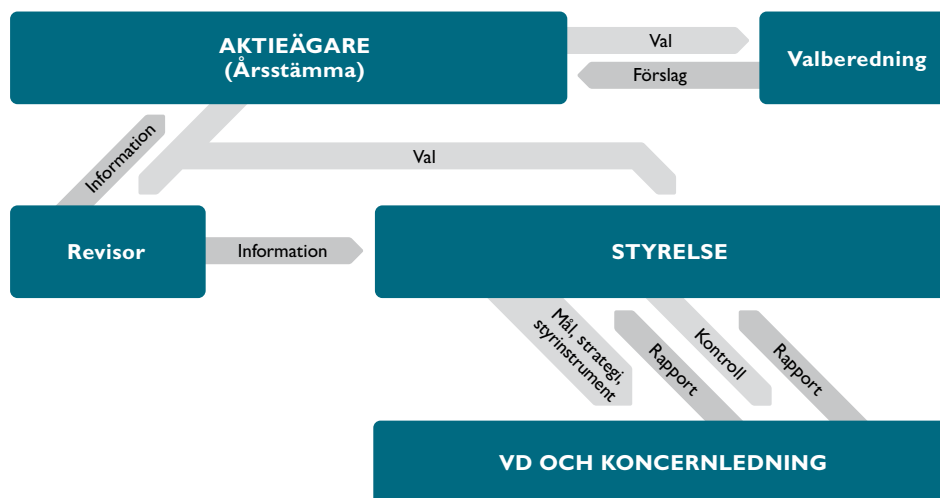 AKTIEÄGARE
(Årsstämma)
Val
Förslag
Valberedning
Information
Val
Revisor
Information
STYRELSE
Mål, strategi,
styrinstrument
Rapport
Kontroll
Rapport
VD OCH KONCERNLEDNING